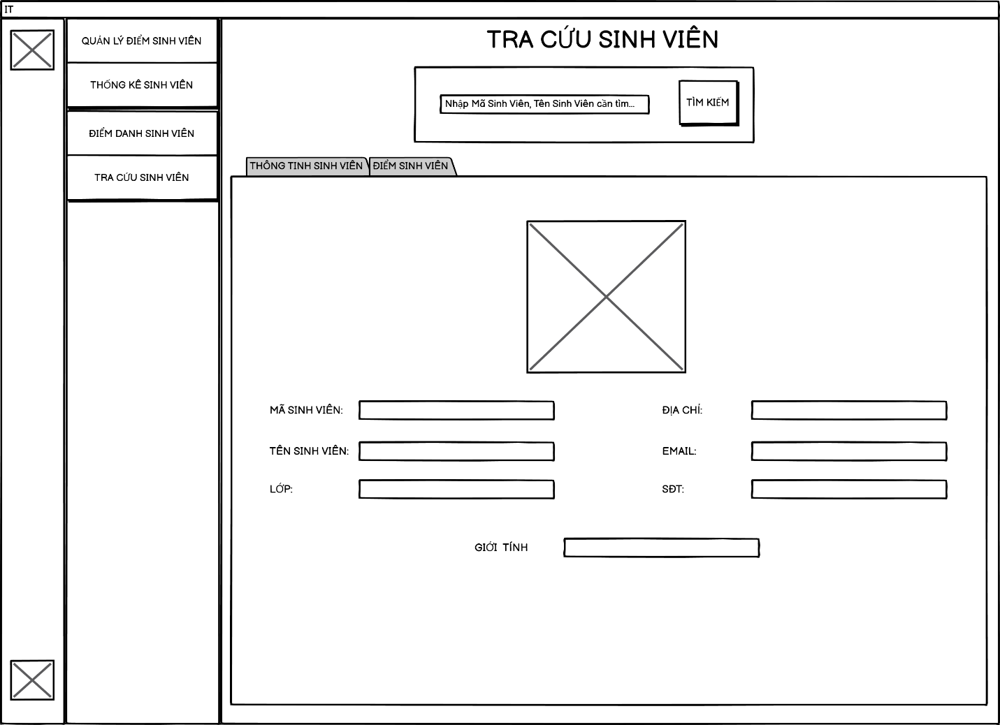 IT
QUẢN LÝ ĐIỂM SINH VIÊN
THỐNG KÊ SINH VIÊN
ĐIỂM DANH SINH VIÊN
TRA CỨU SINH VIÊN
TRA CỨU SINH VIÊN
Nhập Mã Sinh Viên, Tên Sinh Viên cần tìm...
TÌM KIẾM
THÔNG TINH SINH VIÊN
ĐIỂM SINH VIÊN
MÃ SINH VIÊN:
ĐỊA CHỈ:
TÊN SINH VIÊN:
EMAIL:
LỚP:
SĐT:
GIỚI TÍNH